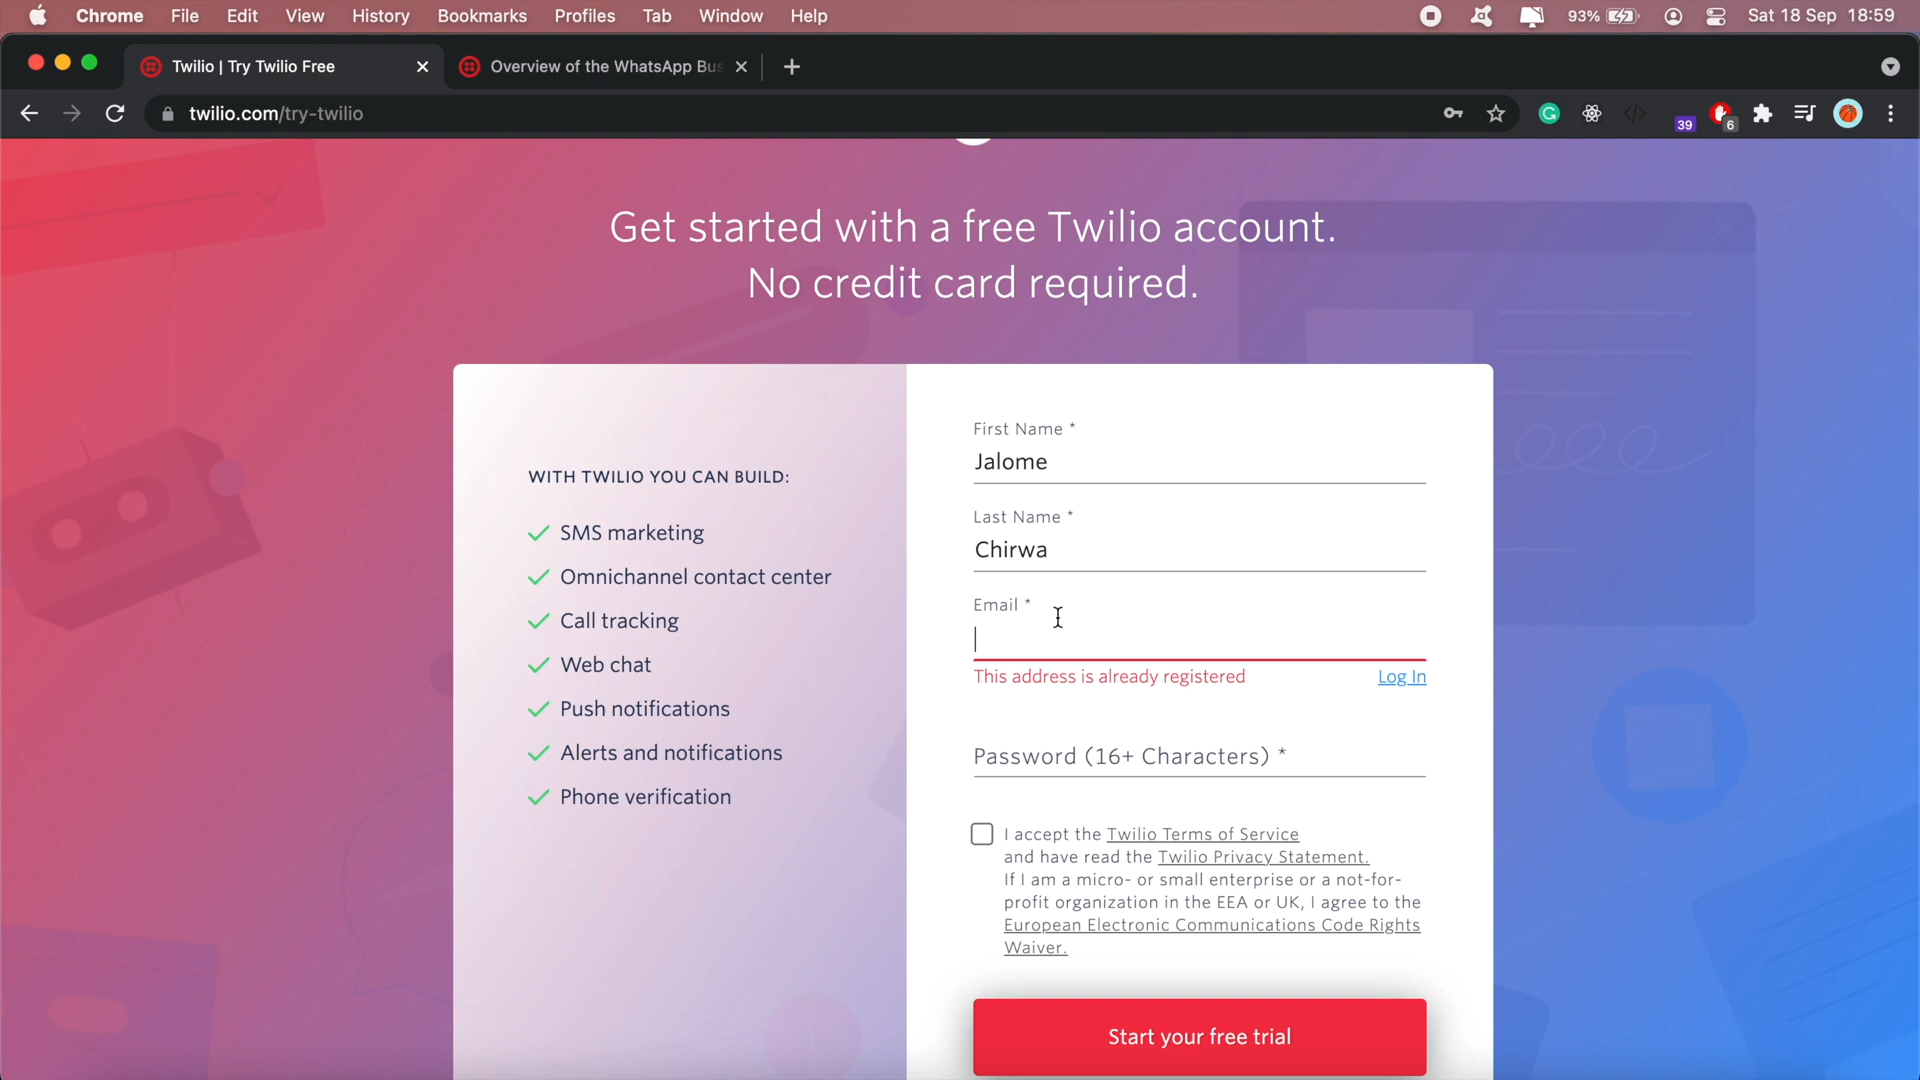 Chrome File Edit View History Bookmarks Profiles Tab Window Help 93% Sat 18 Sep 18:59
Twilio | Try Twilio Free Overview of the WhatsApp Bus
twilio.com/try-twilio 39 6
Get started with a free Twilio account.
No credit card required.
WITH TWILIO YOU CAN BUILD:
SMS marketing
Omnichannel contact center
Call tracking
Web chat
Push notifications
Alerts and notifications
Phone verification
First Name *
Jalome
Last Name *
Chirwa
Email *
This address is already registered Log In
Password (16+ Characters) *
I accept the Twilio Terms of Service
and have read the Twilio Privacy Statement.
If I am a micro- or small enterprise or a not-for-
profit organization in the EEA or UK, I agree to the
European Electronic Communications Code Rights
Waiver.
Start your free trial